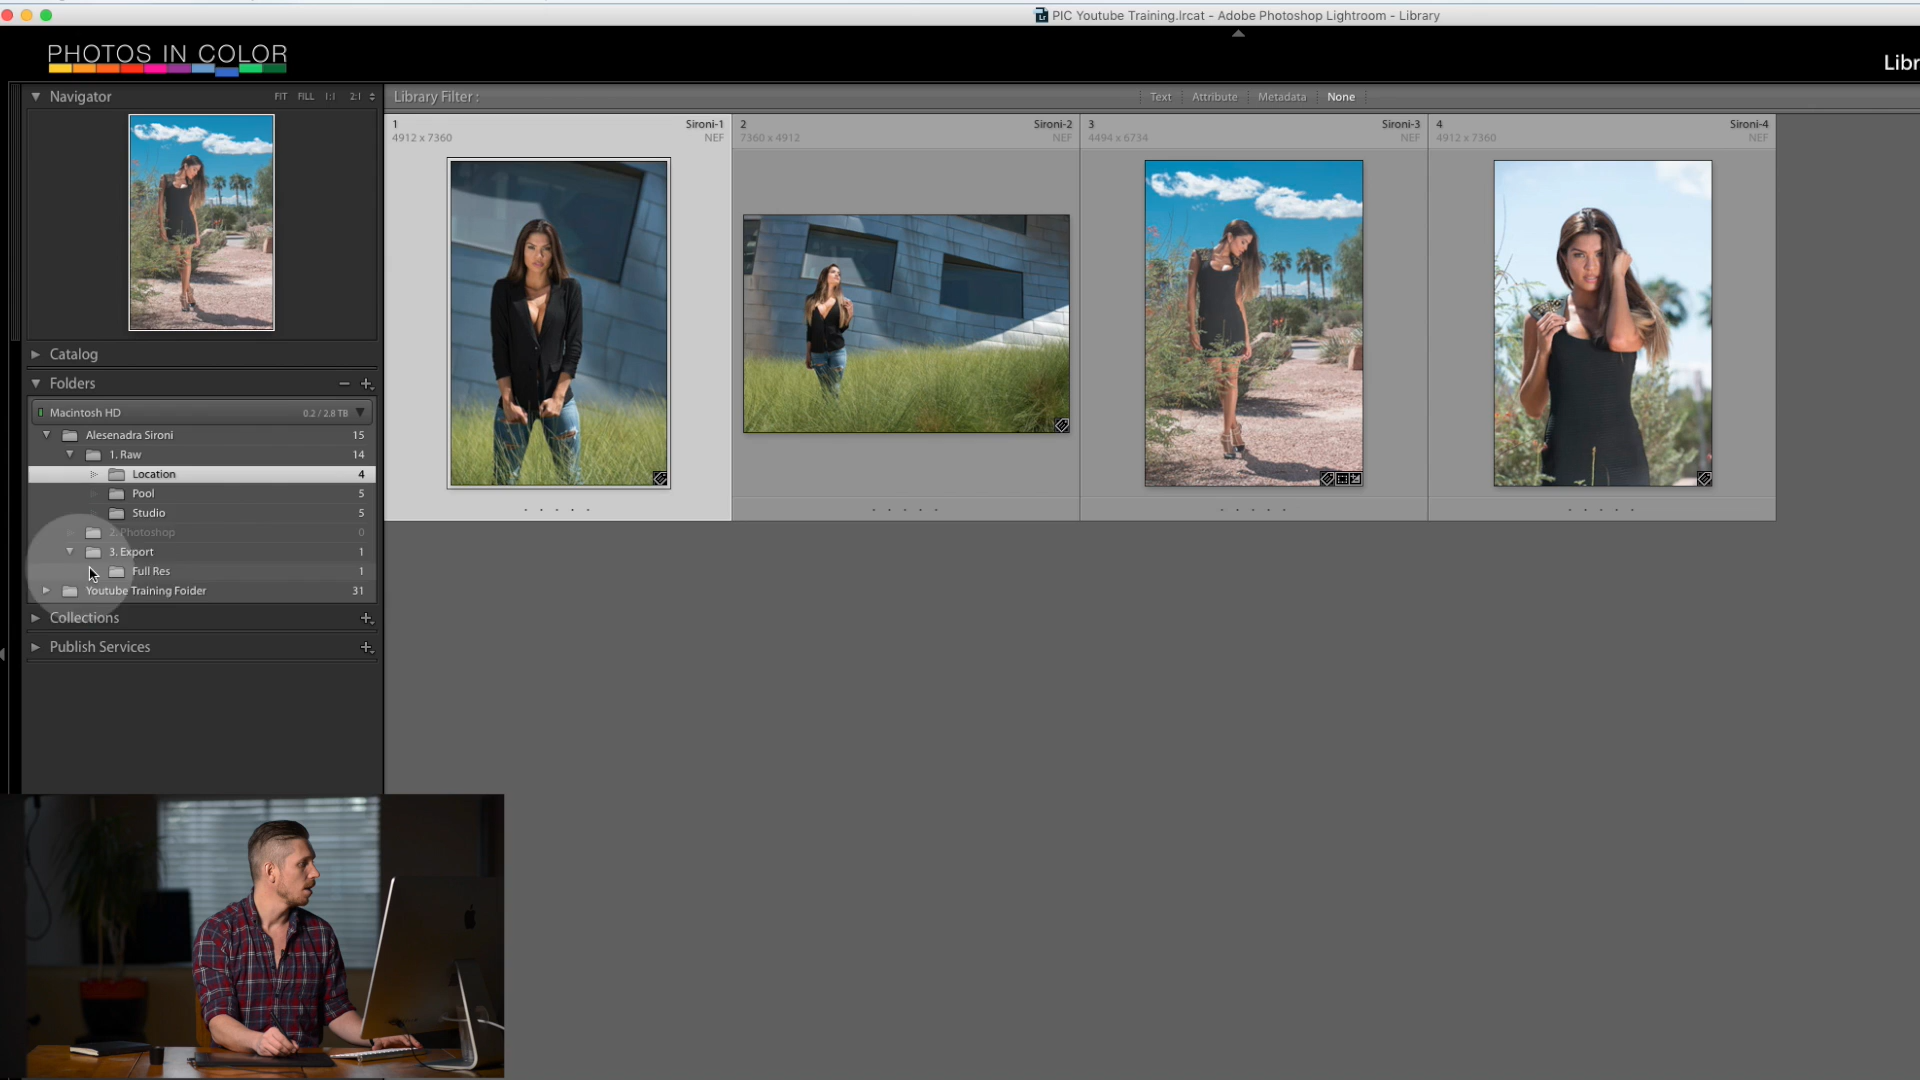 PIC Youtube Training.lrcat - Adobe Photoshop Lightroom - Library
PHOTOS IN COLOR
Libr
Navigator
FIT FILL 1:1 2:1
Library Filter :
Text Attribute Metadata None
1 Sironi-1
4912 x 7360 NEF
2 Sironi-2
7360 x 4912 NEF
3 Sironi-3
4494 x 6734 NEF
4 Sironi-4
4912 x 7360 NEF
Catalog
Folders
Macintosh HD 0.2 / 2.8 TB
Alesenadra Sironi 15
1. Raw 14
Location 4
Pool 5
Studio 5
2. Photoshop 0
3. Export 1
Full Res 1
Youtube Training Folder 31
Collections
Publish Services